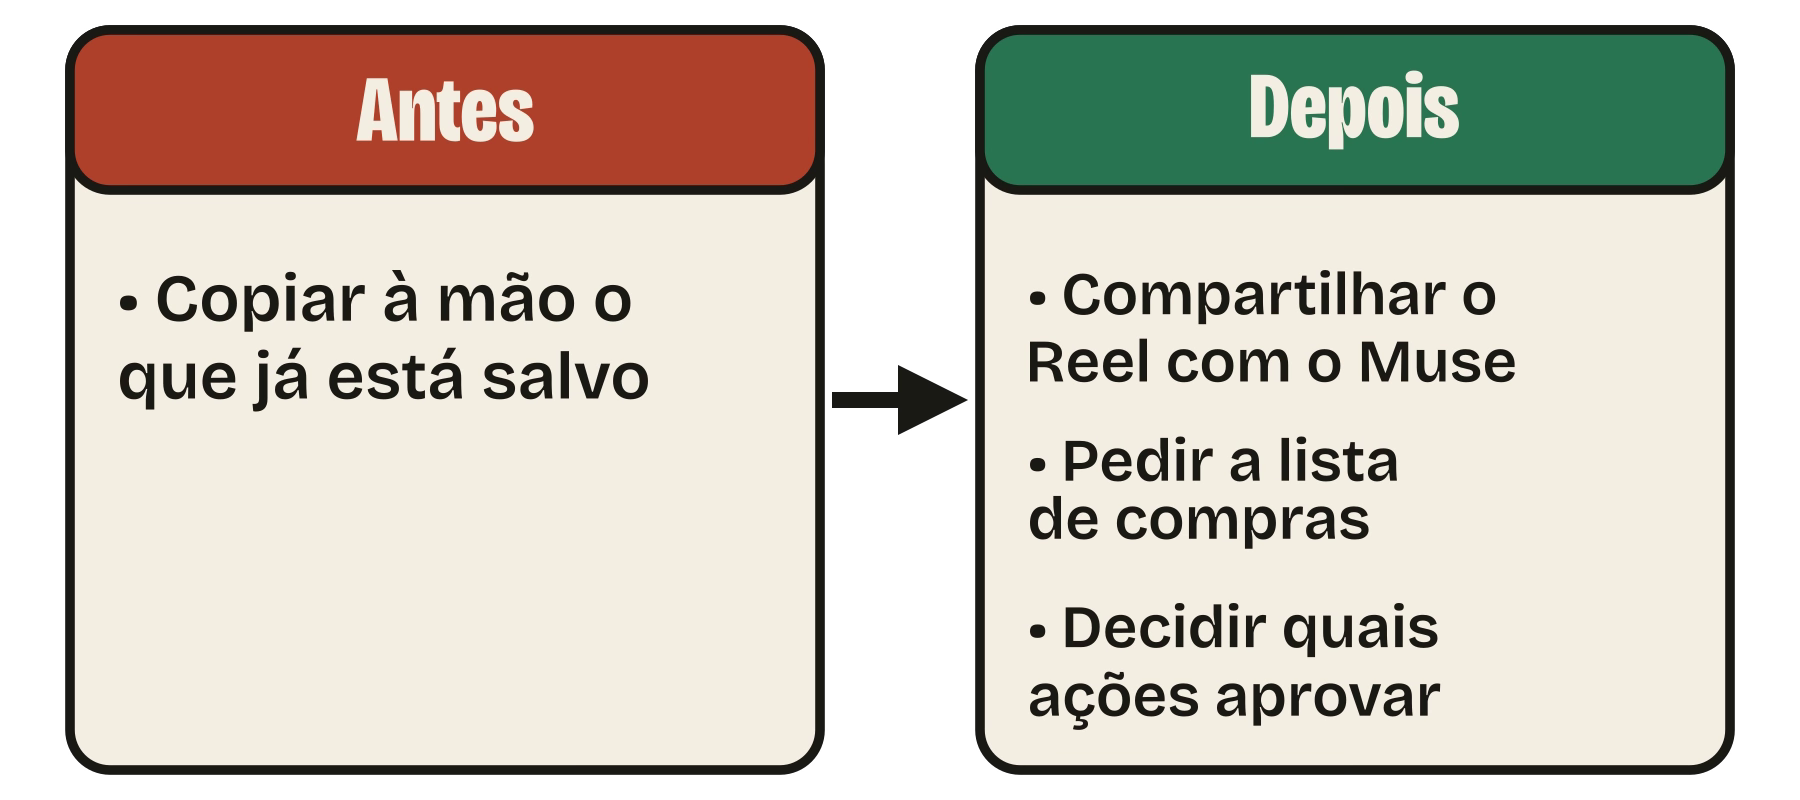 Antes
• Copiar à mão o
que já está salvo
Depois
• Compartilhar o
Reel com o Muse
• Pedir a lista
de compras
• Decidir quais
ações aprovar